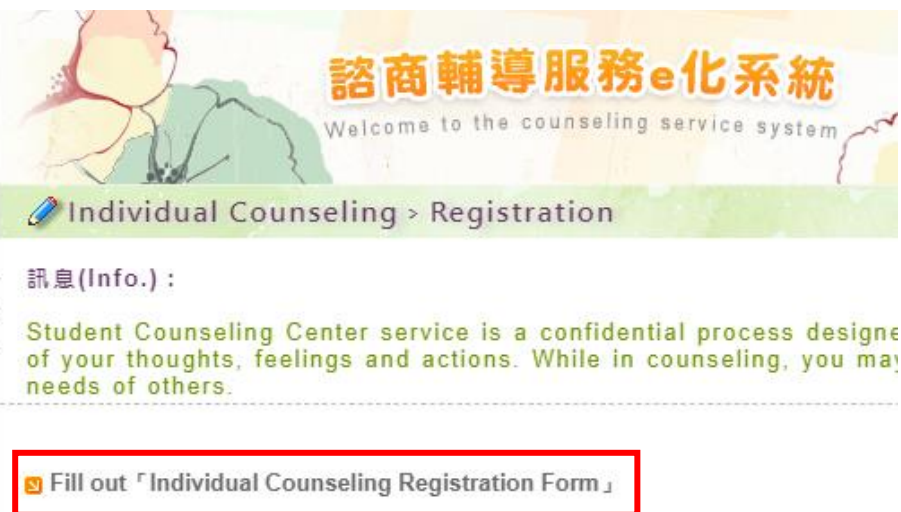 諮商輔導服務e化系統
Welcome to the counseling service system
Individual Counseling > Registration
訊息(Info.) :
Student Counseling Center service is a confidential process designe
of your thoughts, feelings and actions. While in counseling, you may
needs of others.
Fill out「Individual Counseling Registration Form」